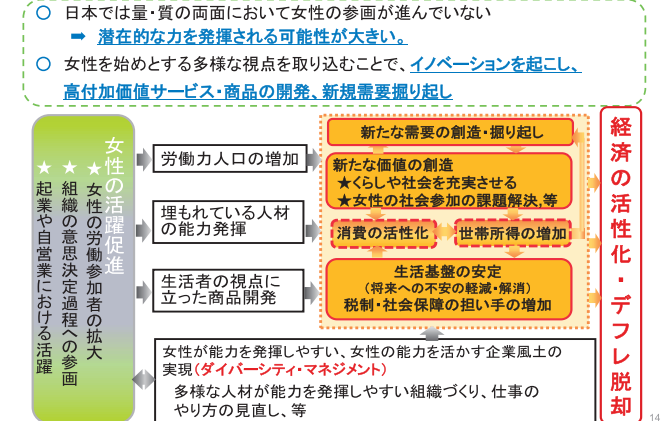 ○ 日本では量・質の両面において女性の参画が進んでいない
➡ 潜在的な力を発揮される可能性が大きい。
○ 女性を始めとする多様な視点を取り込むことで、イノベーションを起こし、
高付加価値サービス・商品の開発、新規需要掘り起し
女性の活躍促進
★女性の労働参加者の拡大
★組織の意思決定過程への参画
★起業や自営業における活躍
労働力人口の増加
埋もれている人材
の能力発揮
生活者の視点に
立った商品開発
新たな需要の創造・掘り起し
新たな価値の創造
★くらしや社会を充実させる
★女性の社会参加の課題解決,等
消費の活性化
世帯所得の増加
生活基盤の安定
(将来への不安の軽減・解消)
税制・社会保障の担い手の増加
経済の活性化・デフレ脱却
女性が能力を発揮しやすい、女性の能力を活かす企業風土の
実現(ダイバーシティ・マネジメント)
多様な人材が能力を発揮しやすい組織づくり、仕事の
やり方の見直し、等
14